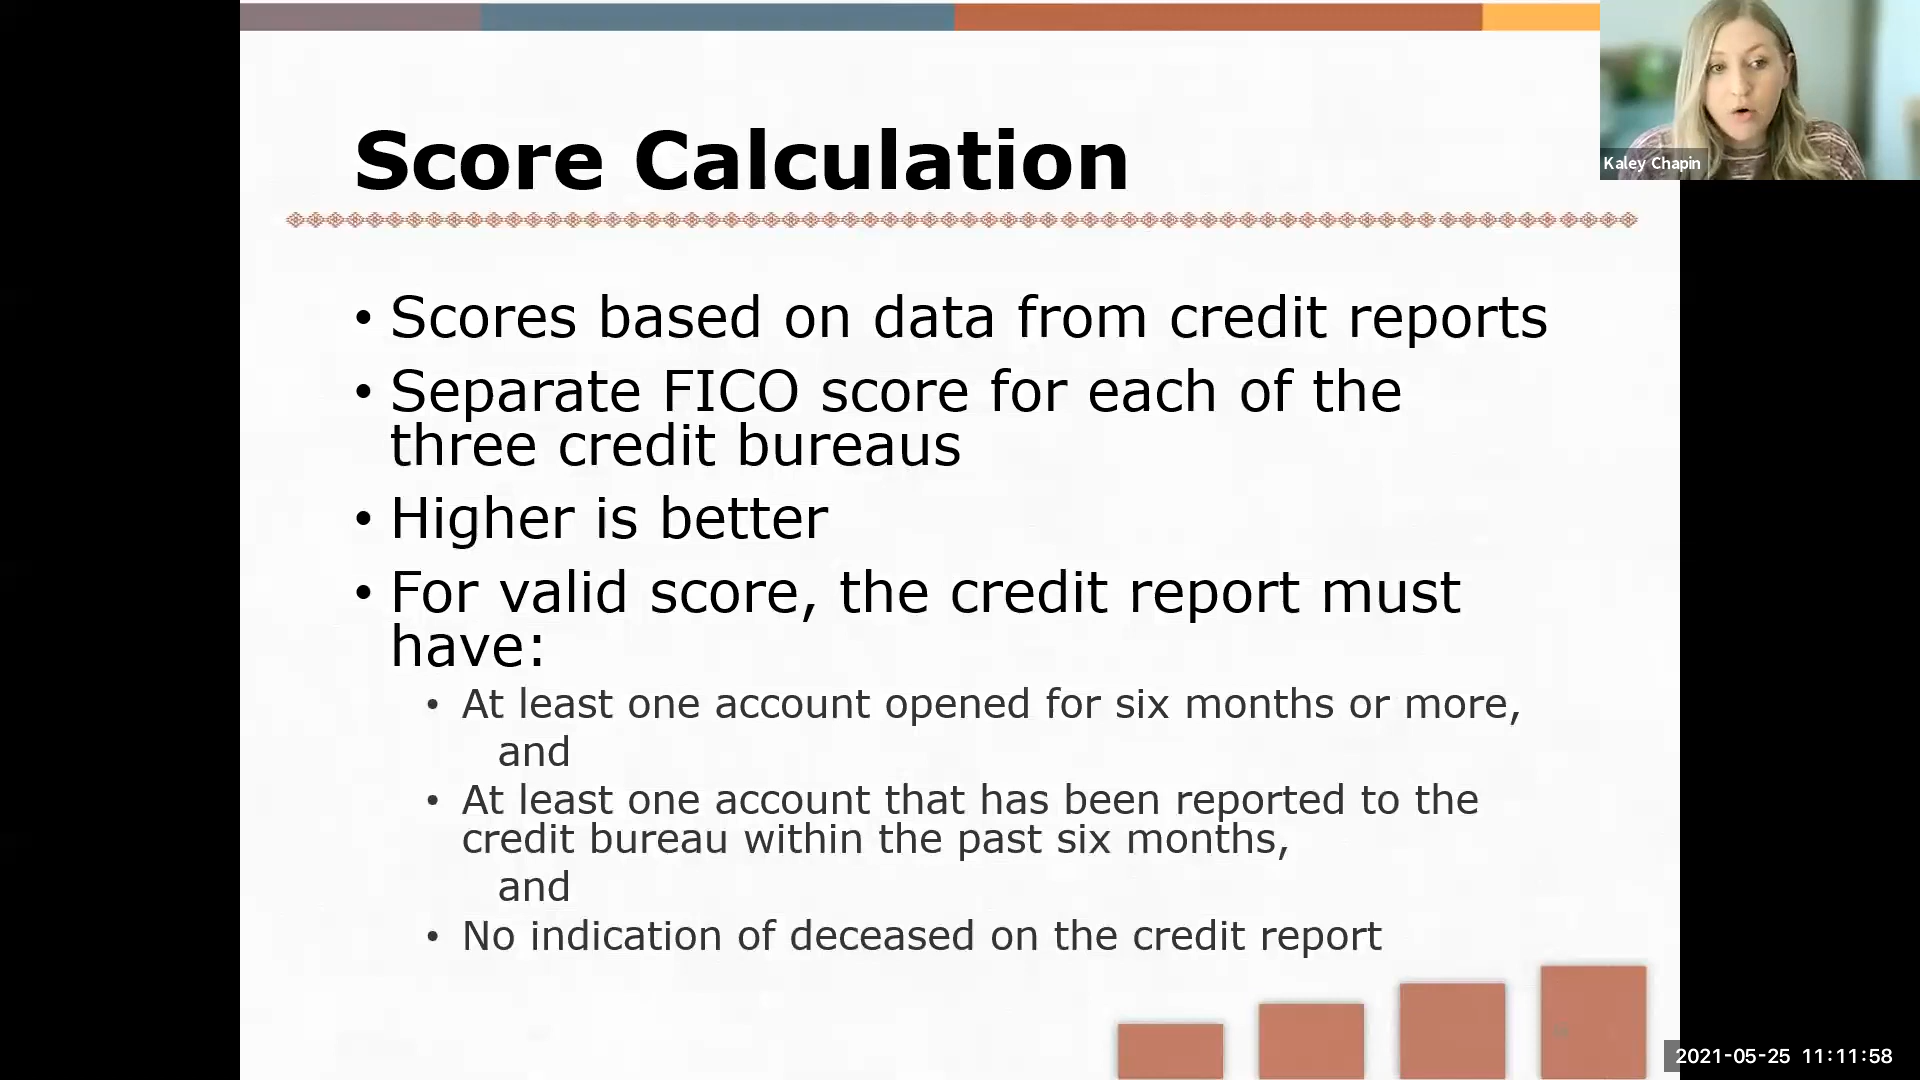 Kaley Chapin
Score Calculation
• Scores based on data from credit reports
• Separate FICO score for each of the
three credit bureaus
• Higher is better
• For valid score, the credit report must
have:
• At least one account opened for six months or more,
and
• At least one account that has been reported to the
credit bureau within the past six months,
and
• No indication of deceased on the credit report
2021-05-25 11:11:58